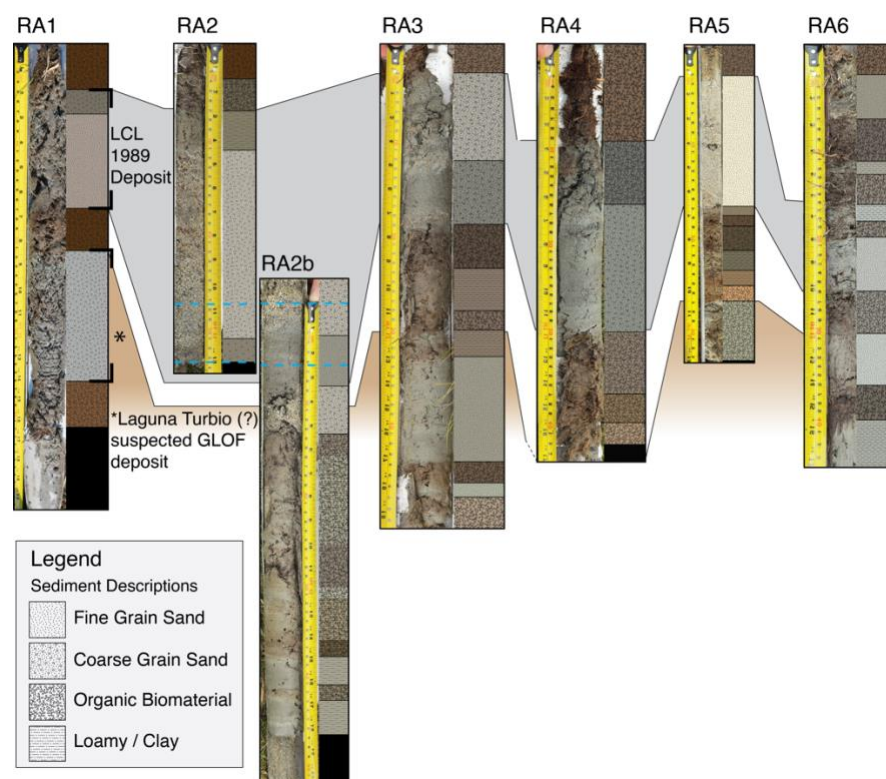 RA1
RA2
RA3
RA4
RA5
RA6
LCL
1989
Deposit
RA2b
*
*Laguna Turbio (?)
suspected GLOF
deposit
Legend
Sediment Descriptions
Fine Grain Sand
Coarse Grain Sand
Organic Biomaterial
Loamy / Clay